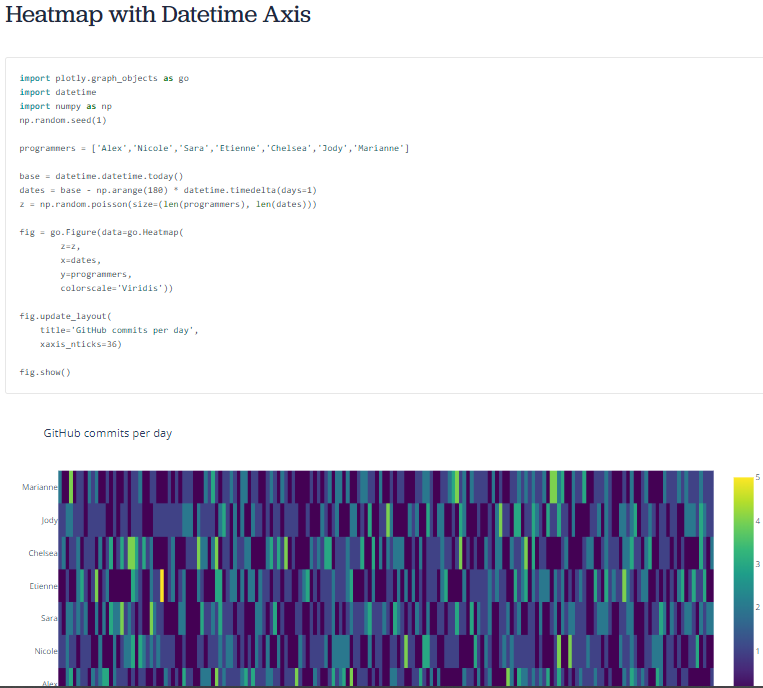 Heatmap with Datetime Axis
import plotly.graph_objects as go
import datetime
import numpy as np
np.random.seed(1)
programmers = ['Alex','Nicole','Sara','Etienne','Chelsea','Jody','Marianne']
base = datetime.datetime.today()
dates = base - np.arange(180) * datetime.timedelta(days=1)
z = np.random.poisson(size=(len(programmers), len(dates)))
fig = go.Figure(data=go.Heatmap(
        z=z,
        x=dates,
        y=programmers,
        colorscale='Viridis'))
fig.update_layout(
    title='GitHub commits per day',
    xaxis_nticks=36)
fig.show()
GitHub commits per day
Marianne
Jody
Chelsea
Etienne
Sara
Nicole
Alex
5
4
3
2
1